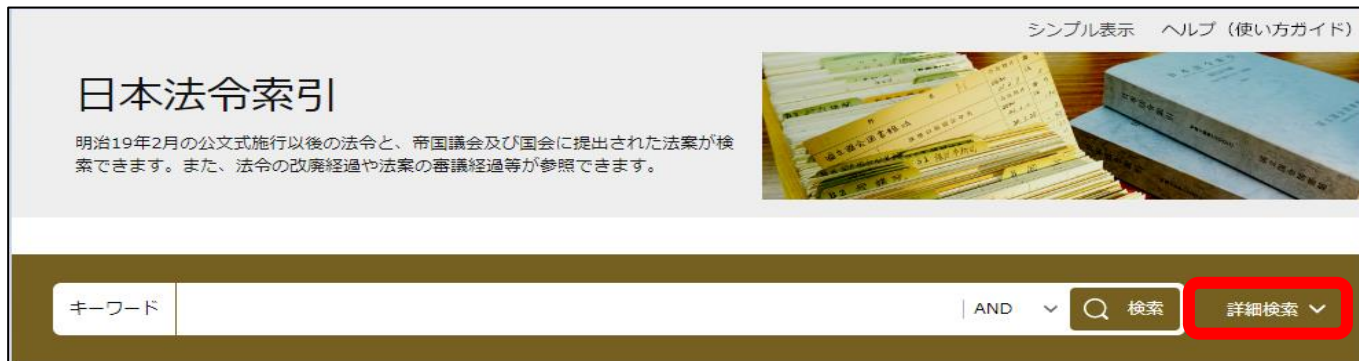 シンプル表示 ヘルプ（使い方ガイド）
日本法令索引
明治19年2月の公文式施行以後の法令と、帝国議会及び国会に提出された法案が検
索できます。また、法令の改廃経過や法案の審議経過等が参照できます。
キーワード AND 検索 詳細検索